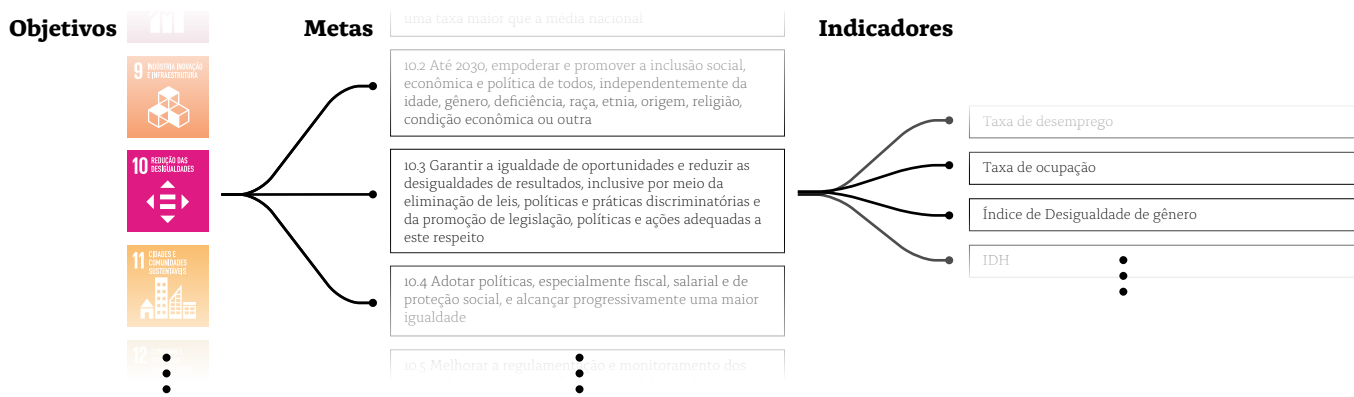 Objetivos
Metas
Indicadores
uma taxa maior que a média nacional
9 INDÚSTRIA INOVAÇÃO
E INFRAESTRUTURA
10 REDUÇÃO DAS
DESIGUALDADES
11 CIDADES E
COMUNIDADES
SUSTENTÁVEIS
12
10.2 Até 2030, empoderar e promover a inclusão social,
econômica e política de todos, independentemente da
idade, gênero, deficiência, raça, etnia, origem, religião,
condição econômica ou outra
10.3 Garantir a igualdade de oportunidades e reduzir as
desigualdades de resultados, inclusive por meio da
eliminação de leis, políticas e práticas discriminatórias e
da promoção de legislação, políticas e ações adequadas a
este respeito
10.4 Adotar políticas, especialmente fiscal, salarial e de
proteção social, e alcançar progressivamente uma maior
igualdade
10.5 Melhorar a regulamentação e monitoramento dos
Taxa de desemprego
Taxa de ocupação
Índice de Desigualdade de gênero
IDH